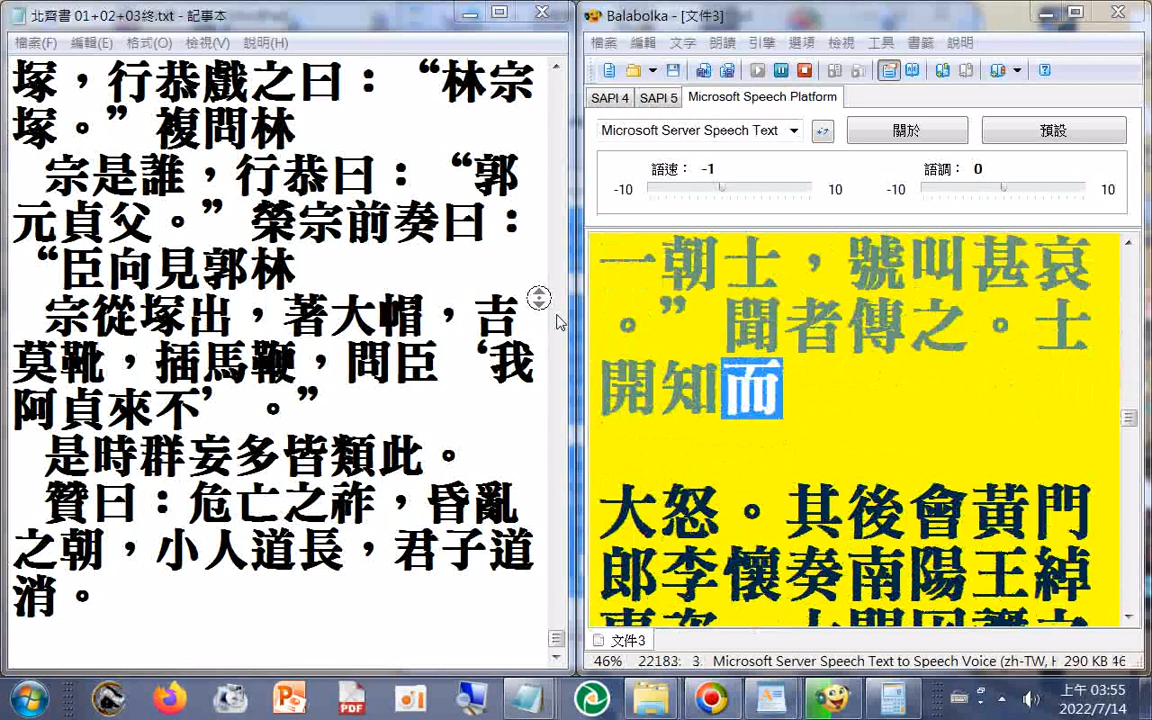 北齊書 01+02+03终.txt - 記事本
檔案(F) 編輯(E) 格式(O) 檢視(V) 說明(H)
塚，行恭戲之曰：“林宗
塚。”複問林
宗是誰，行恭曰：“郭
元貞父。”榮宗前奏曰：
“臣向見郭林
宗從塚出，著大帽，吉
莫靴，插馬鞭，問臣‘我
阿貞來不’。”
是時群妄多皆類此。
贊曰：危亡之祚，昏亂
之朝，小人道長，君子道
消。
Balabolka - [文件3]
檔案 編輯 文字 朗讀 引擎 選項 檢視 工具 書籤 說明
SAPI 4 SAPI 5 Microsoft Speech Platform
Microsoft Server Speech Text 關於 預設
語速： -1 語調： 0
-10 10 -10 10
一朝士，號叫甚哀
。”聞者傳之。士
開知而
大怒。其後會黃門
郎李懷奏南陽王綽
文件3
46% 22183: 3 Microsoft Server Speech Text to Speech Voice (zh-TW, H 290 KB 46
上午 03:55
2022/7/14